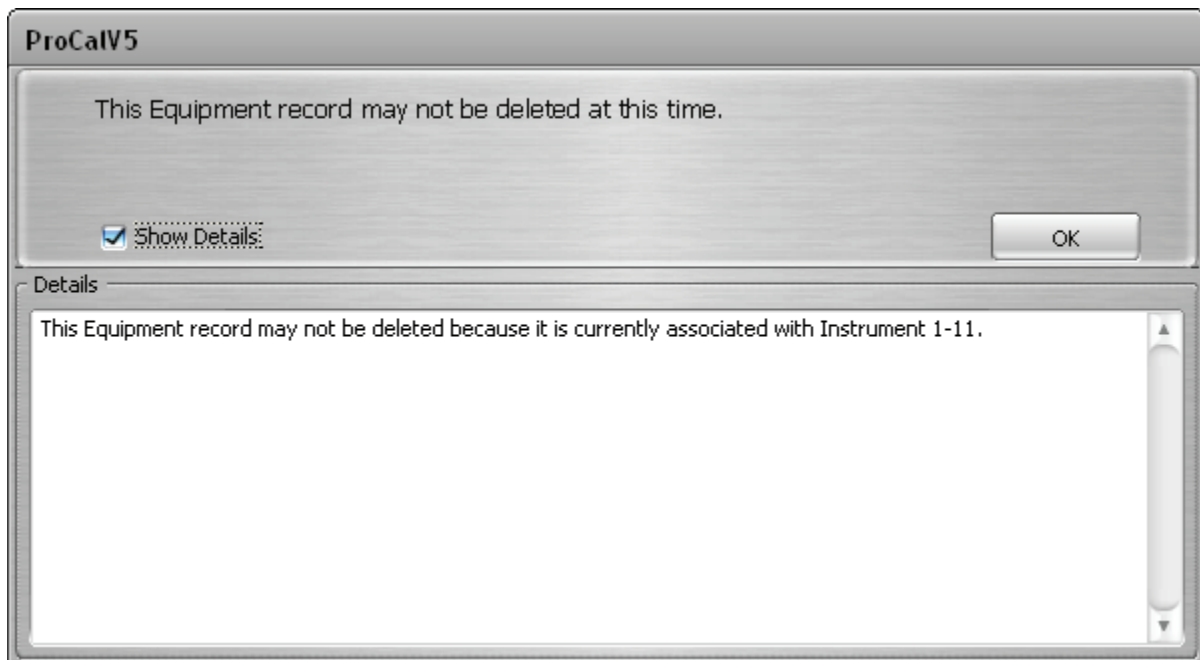 ProCalV5
This Equipment record may not be deleted at this time.
Show Details
OK
Details
This Equipment record may not be deleted because it is currently associated with Instrument 1-11.